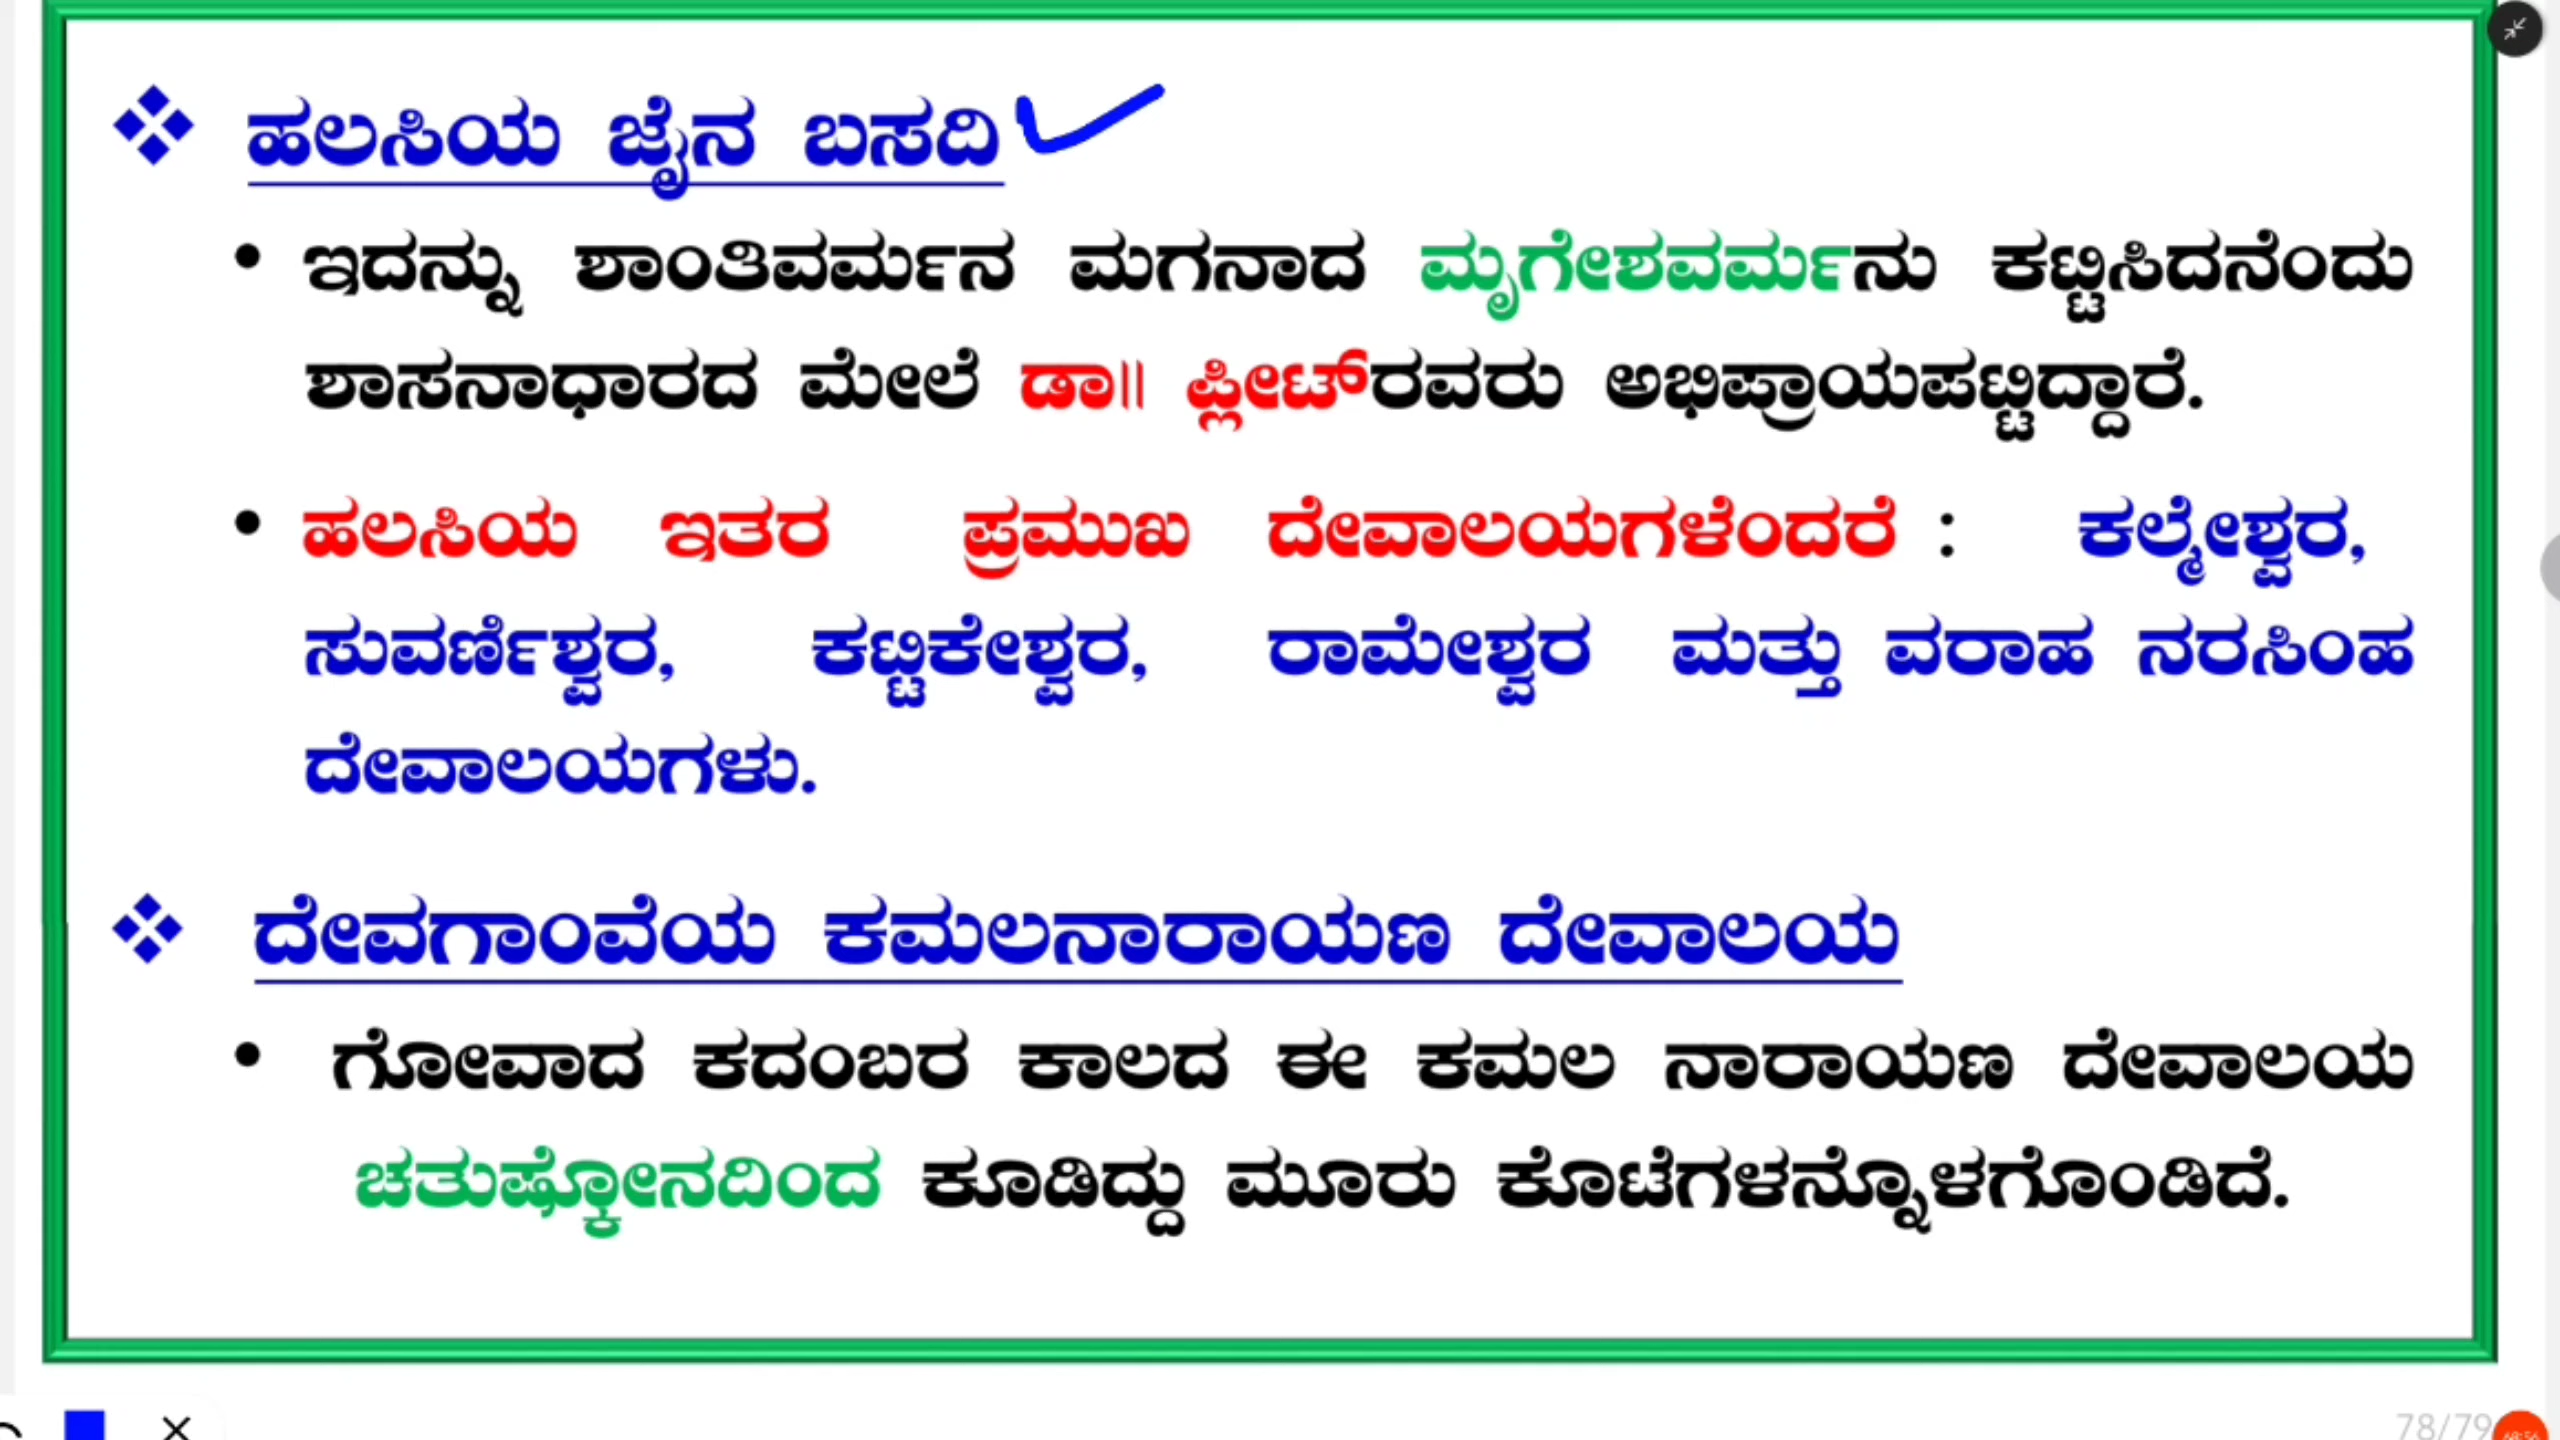 ❖ ಹಲಸಿಯ ಜೈನ ಬಸದಿ
• ಇದನ್ನು ಶಾಂತಿವರ್ಮನ ಮಗನಾದ ಮೃಗೇಶವರ್ಮನು ಕಟ್ಟಿಸಿದನೆಂದು
ಶಾಸನಾಧಾರದ ಮೇಲೆ ಡಾ॥ ಪ್ಲೀಟ್‌ರವರು ಅಭಿಪ್ರಾಯಪಟ್ಟಿದ್ದಾರೆ.
• ಹಲಸಿಯ ಇತರ ಪ್ರಮುಖ ದೇವಾಲಯಗಳೆಂದರೆ : ಕಲ್ಮೇಶ್ವರ,
ಸುವರ್ಣಿಶ್ವರ, ಕಟ್ಟಿಕೇಶ್ವರ, ರಾಮೇಶ್ವರ ಮತ್ತು ವರಾಹ ನರಸಿಂಹ
ದೇವಾಲಯಗಳು.
❖ ದೇವಗಾಂವೆಯ ಕಮಲನಾರಾಯಣ ದೇವಾಲಯ
• ಗೋವಾದ ಕದಂಬರ ಕಾಲದ ಈ ಕಮಲ ನಾರಾಯಣ ದೇವಾಲಯ
ಚತುಷ್ಕೋನದಿಂದ ಕೂಡಿದ್ದು ಮೂರು ಕೊಟೆಗಳನ್ನೊಳಗೊಂಡಿದೆ.
78/79